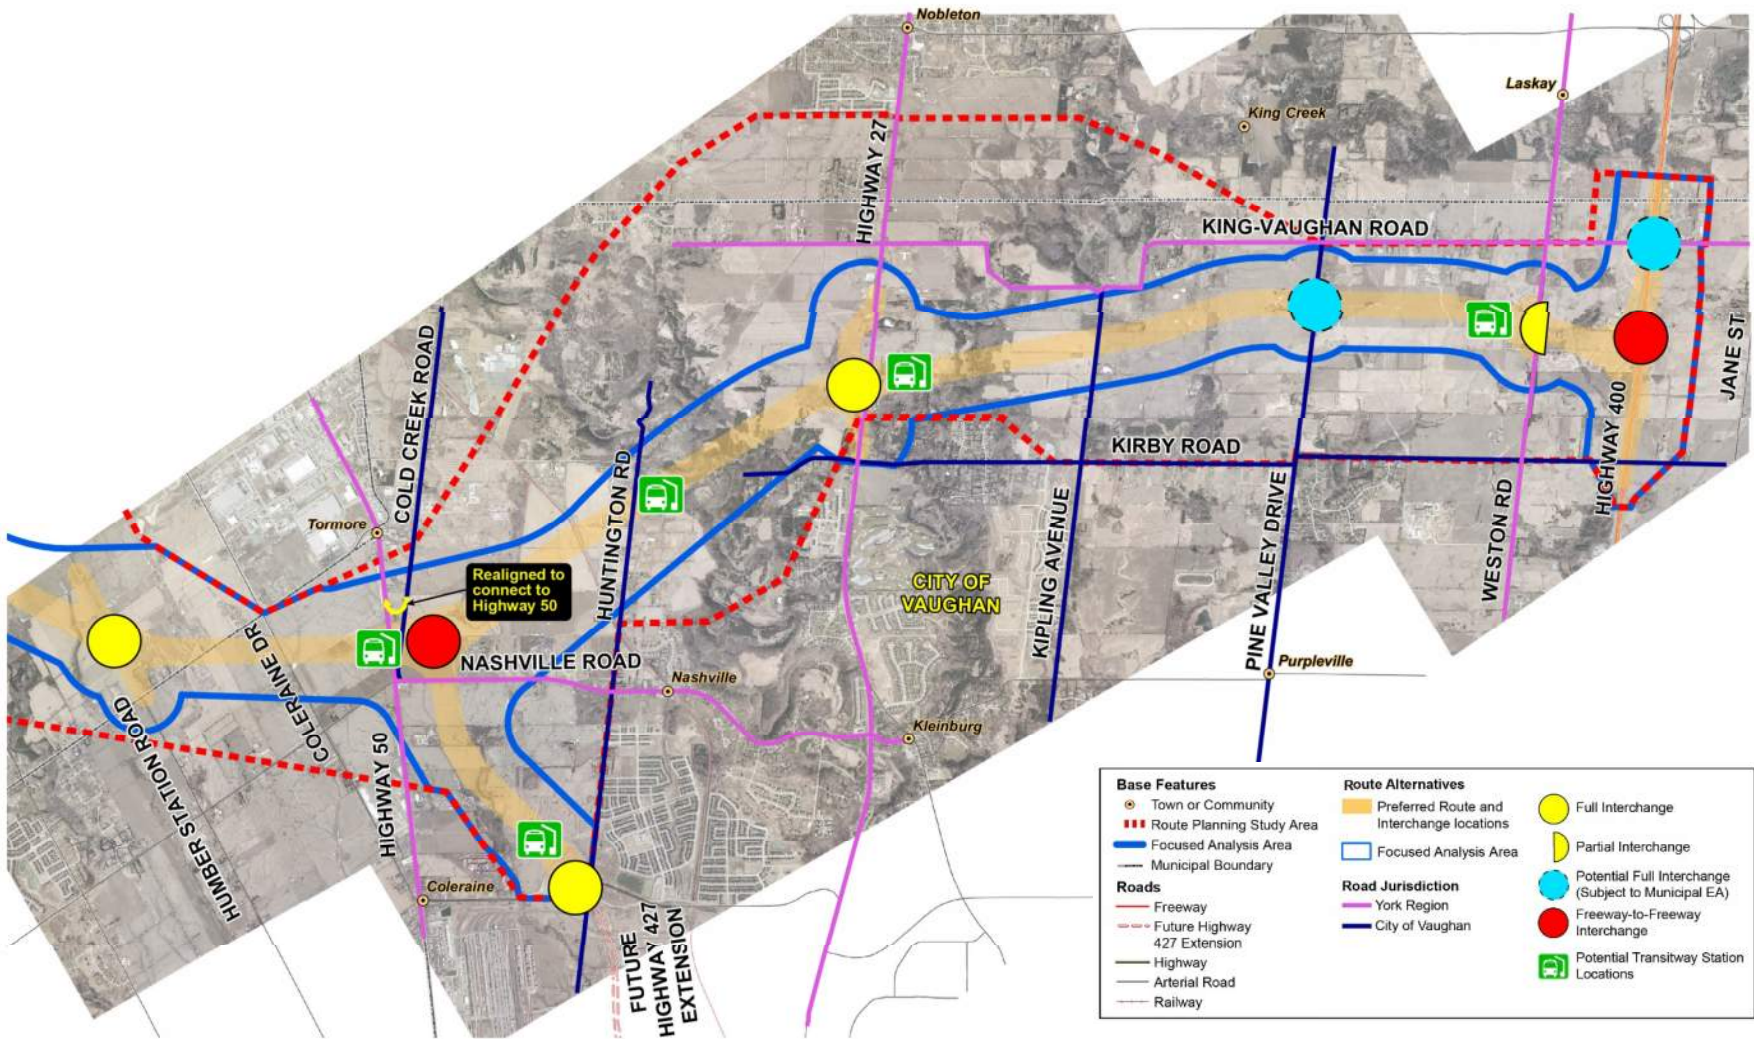 Nobleton
Laskay
King Creek
HIGHWAY 27
KING-VAUGHAN ROAD
JANE ST
COLD CREEK ROAD
HIGHWAY 400
KIRBY ROAD
HUNTINGTON RD
Tormore
WESTON RD
KIPLING AVENUE
PINE VALLEY DRIVE
Realigned to
connect to
Highway 50
CITY OF
VAUGHAN
COLERAINE DR
NASHVILLE ROAD
Purpleville
Nashville
Kleinburg
HUMBER STATION ROAD
HIGHWAY 50
Coleraine
FUTURE
HIGHWAY 427
EXTENSION
Base Features
Town or Community
Route Planning Study Area
Focused Analysis Area
Municipal Boundary
Roads
Freeway
Future Highway
427 Extension
Highway
Arterial Road
Railway
Route Alternatives
Preferred Route and
Interchange locations
Focused Analysis Area
Road Jurisdiction
York Region
City of Vaughan
Full Interchange
Partial Interchange
Potential Full Interchange
(Subject to Municipal EA)
Freeway-to-Freeway
Interchange
Potential Transitway Station
Locations